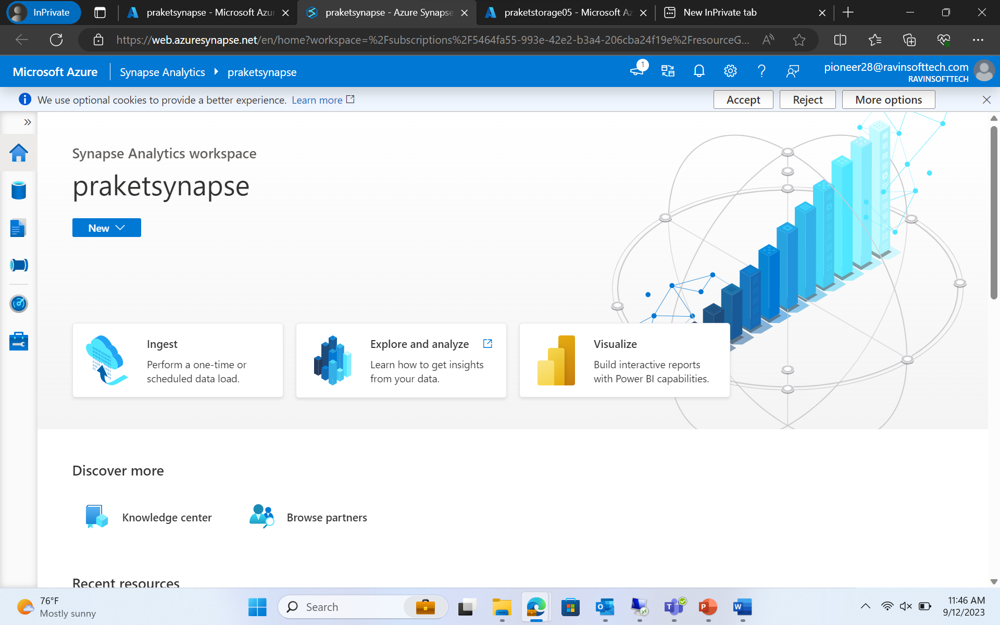 InPrivate
praketsynapse - Microsoft Azu
praketsynapse - Azure Synapse
praketstorage05 - Microsoft Az
New InPrivate tab
https://web.azuresynapse.net/en/home?workspace=%2Fsubscriptions%2F5464fa55-993e-42e2-b3a4-206cba24f19e%2FresourceG...
Microsoft Azure
Synapse Analytics
praketsynapse
1
pioneer28@ravinsofttech.com
RAVINSOFTTECH
We use optional cookies to provide a better experience. Learn more
Accept
Reject
More options
Synapse Analytics workspace
praketsynapse
New
Ingest
Perform a one-time or
scheduled data load.
Explore and analyze
Learn how to get insights
from your data.
Visualize
Build interactive reports
with Power BI capabilities.
Discover more
Knowledge center
Browse partners
Recent resources
76°F
Mostly sunny
Search
11:46 AM
9/12/2023